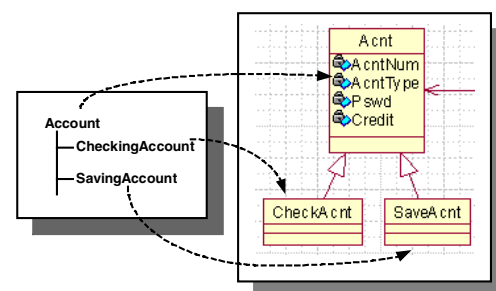 Account
CheckingAccount
SavingAccount
Acnt
AcntNum
AcntType
Pswd
Credit
CheckAcnt
SaveAcnt